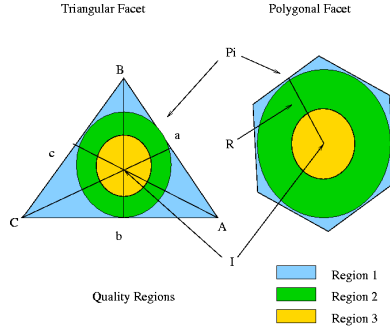 Triangular Facet
Polygonal Facet
B
Pi
a
c
R
C
A
b
I
Region 1
Quality Regions
Region 2
Region 3